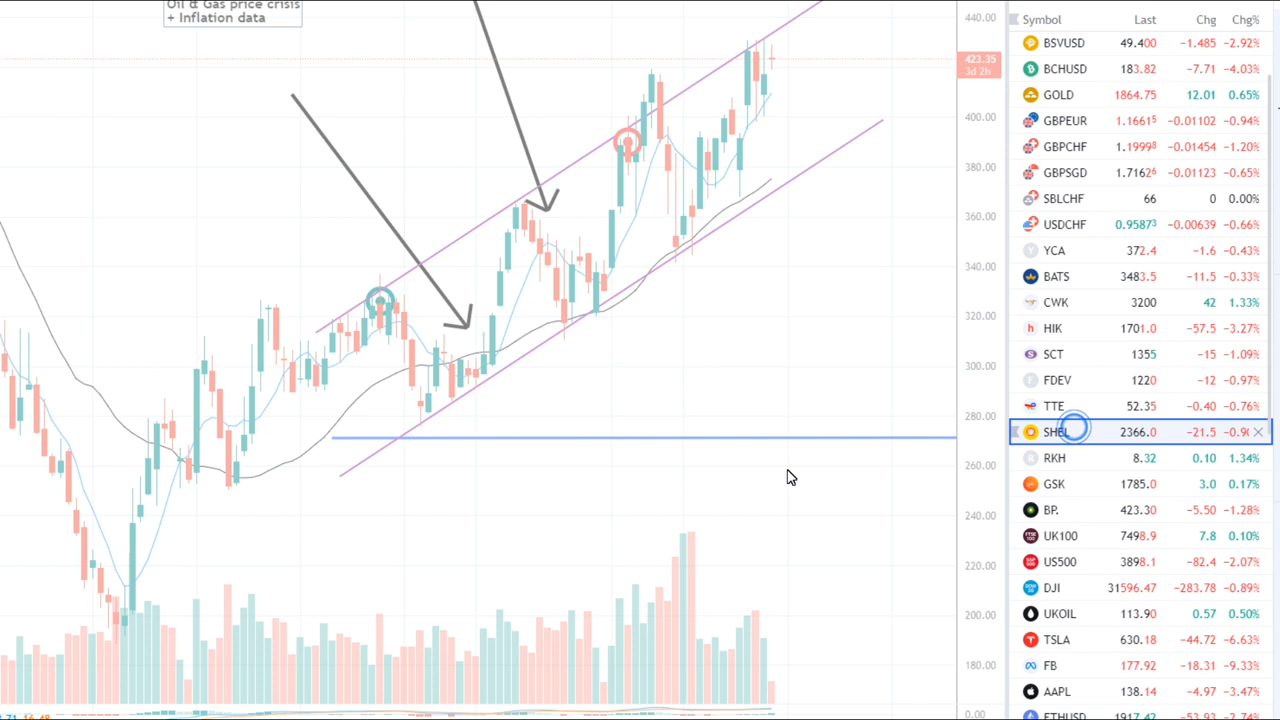 Oil & Gas price crisis
+ Inflation data
440.00
423.35
3d 2h
400.00
380.00
360.00
340.00
320.00
300.00
280.00
260.00
240.00
220.00
200.00
180.00
0.00
16.48
Symbol Last Chg Chg%
BSVUSD 49.400 −1.485 −2.92%
BCHUSD 183.82 −7.71 −4.03%
GOLD 1864.75 12.01 0.65%
GBPEUR 1.16615 −0.01102 −0.94%
GBPCHF 1.19998 −0.01454 −1.20%
GBPSGD 1.71626 −0.01123 −0.65%
SBLCHF 66 0 0.00%
USDCHF 0.95873 −0.00639 −0.66%
YCA 372.4 −1.6 −0.43%
BATS 3483.5 −11.5 −0.33%
CWK 3200 42 1.33%
HIK 1701.0 −57.5 −3.27%
SCT 1355 −15 −1.09%
FDEV 1220 −12 −0.97%
TTE 52.35 −0.40 −0.76%
SHEL 2366.0 −21.5
RKH 8.32 0.10 1.34%
GSK 1785.0 3.0 0.17%
BP. 423.30 −5.50 −1.28%
UK100 7498.9 7.8 0.10%
US500 3898.1 −82.4 −2.07%
DJI 31596.47 −283.78 −0.89%
UKOIL 113.90 0.57 0.50%
TSLA 630.18 −44.72 −6.63%
FB 177.92 −18.31 −9.33%
AAPL 138.14 −4.97 −3.47%
ETHUSD 1917.42 −53.93 −2.74%